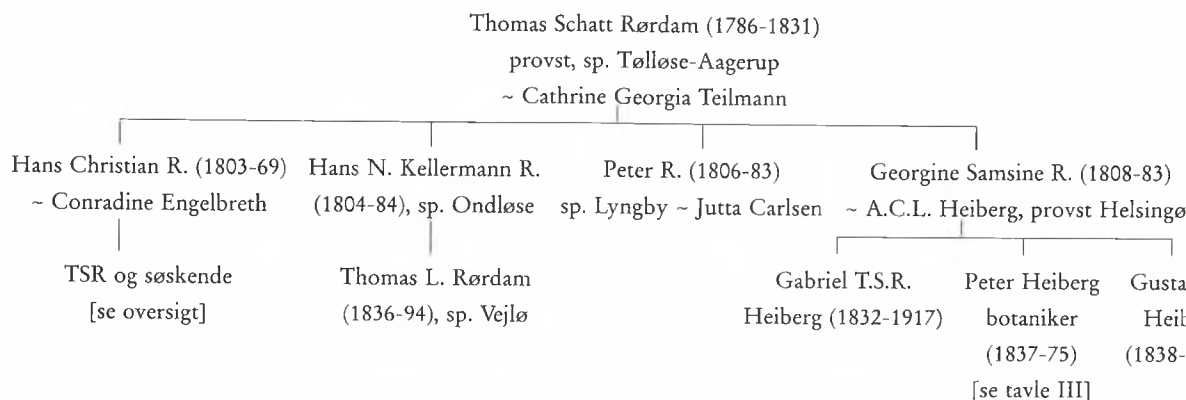 Thomas Schatt Rørdam (1786-1831)
provst, sp. Tølløse-Aagerup
~ Cathrine Georgia Teilmann
Hans Christian R. (1803-69)
~ Conradine Engelbreth
TSR og søskende
[se oversigt]
Hans N. Kellermann R.
(1804-84), sp. Ondløse
Thomas L. Rørdam
(1836-94), sp. Vejlø
Peter R. (1806-83)
sp. Lyngby ~ Jutta Carlsen
Georgine Samsine R. (1808-83)
~ A.C.L. Heiberg, provst Helsingø
Gabriel T.S.R.
Heiberg (1832-1917)
Peter Heiberg
botaniker
(1837-75)
[se tavle III]
Gusta
Heib
(1838-